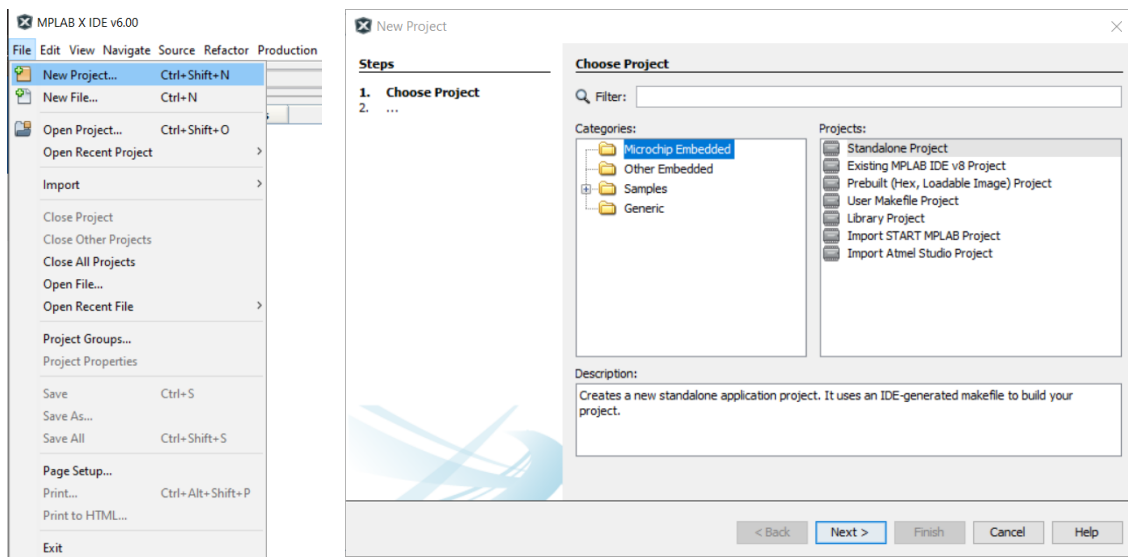 MPLAB X IDE v6.00
File Edit View Navigate Source Refactor Production
New Project... Ctrl+Shift+N
New File... Ctrl+N
Open Project... Ctrl+Shift+O
Open Recent Project
Import
Close Project
Close Other Projects
Close All Projects
Open File...
Open Recent File
Project Groups...
Project Properties
Save Ctrl+S
Save As...
Save All Ctrl+Shift+S
Page Setup...
Print... Ctrl+Alt+Shift+P
Print to HTML...
Exit
New Project
Steps
1. Choose Project
2. ...
Choose Project
Filter:
Categories:
Microchip Embedded
Other Embedded
Samples
Generic
Projects:
Standalone Project
Existing MPLAB IDE v8 Project
Prebuilt (Hex, Loadable Image) Project
User Makefile Project
Library Project
Import START MPLAB Project
Import Atmel Studio Project
Description:
Creates a new standalone application project. It uses an IDE-generated makefile to build your
project.
< Back Next > Finish Cancel Help